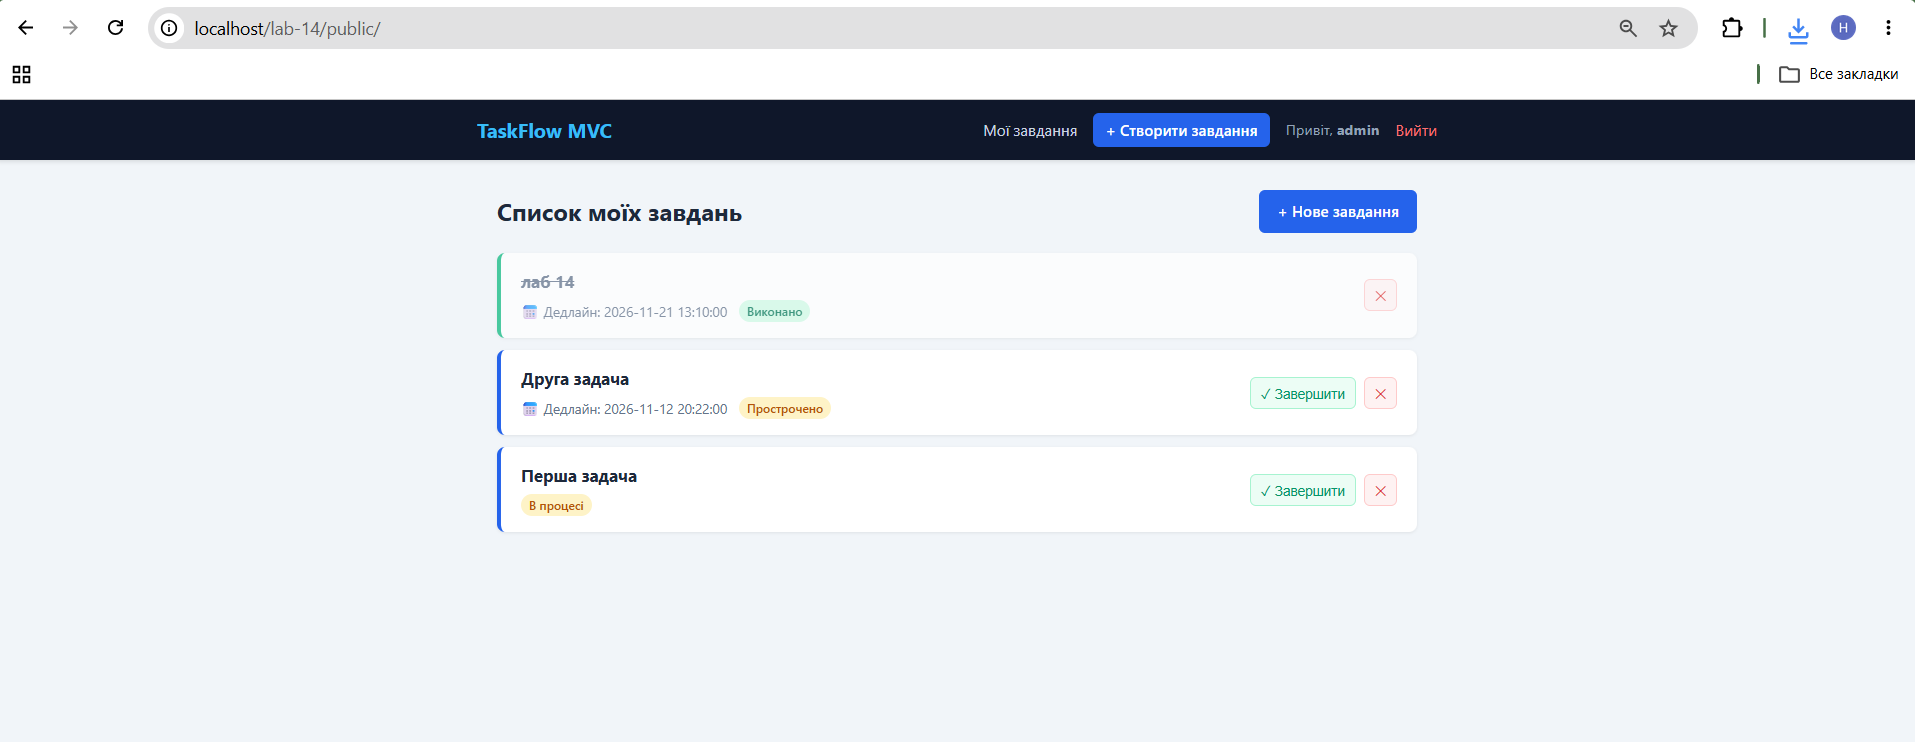 localhost/lab-14/public/
H
Все закладки
TaskFlow MVC
Мої завдання
+ Створити завдання
Привіт, admin
Вийти
Список моїх завдань
+ Нове завдання
лаб 14
Дедлайн: 2026-11-21 13:10:00 Виконано
Друга задача
Дедлайн: 2026-11-12 20:22:00 Прострочено
✓ Завершити
Перша задача
В процесі
✓ Завершити